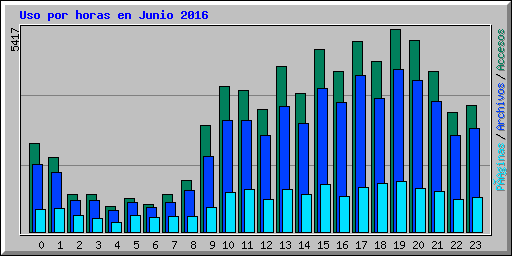 Uso por horas en Junio 2016
5417
0 1 2 3 4 5 6 7 8 9 10 11 12 13 14 15 16 17 18 19 20 21 22 23
Páginas / Archivos / Accesos